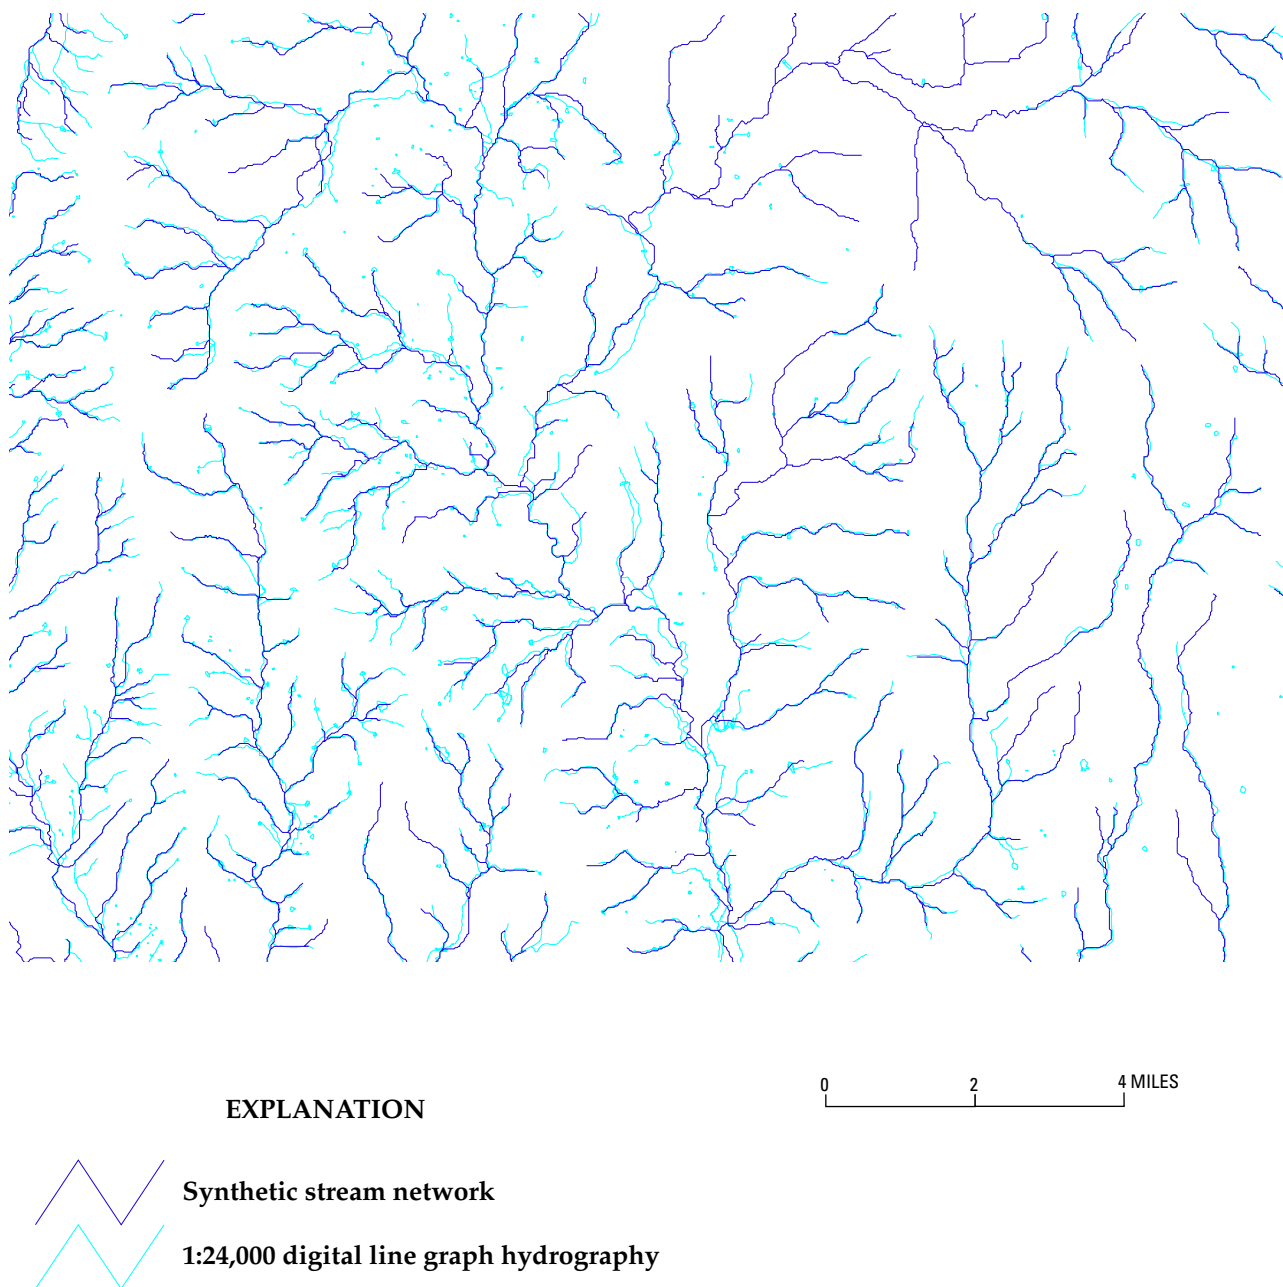 0 2 4 MILES
EXPLANATION
Synthetic stream network
1:24,000 digital line graph hydrography